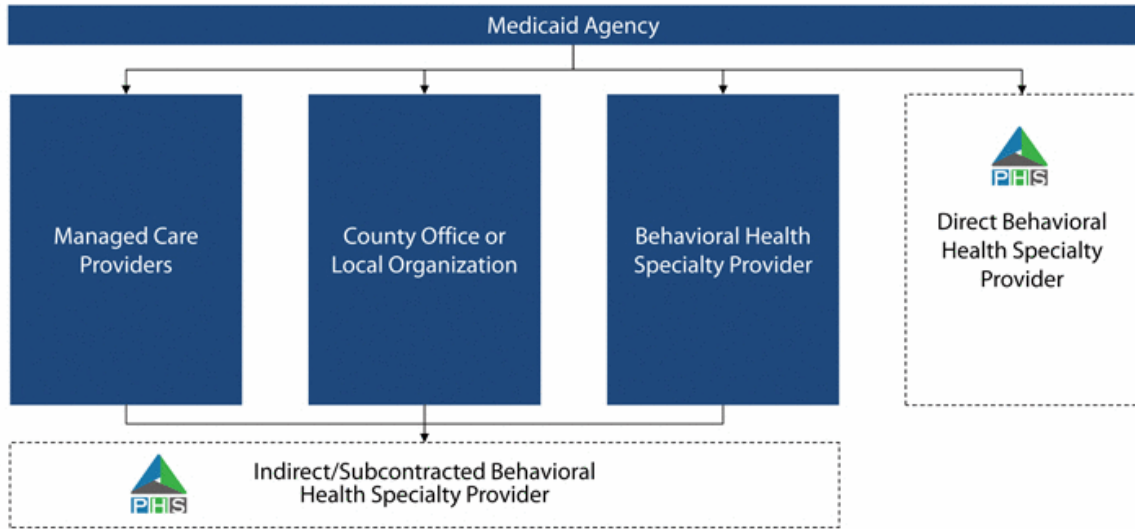 Medicaid Agency
Managed Care
Providers
County Office or
Local Organization
Behavioral Health
Specialty Provider
PHS
Direct Behavioral
Health Specialty
Provider
PHS
Indirect/Subcontracted Behavioral
Health Specialty Provider